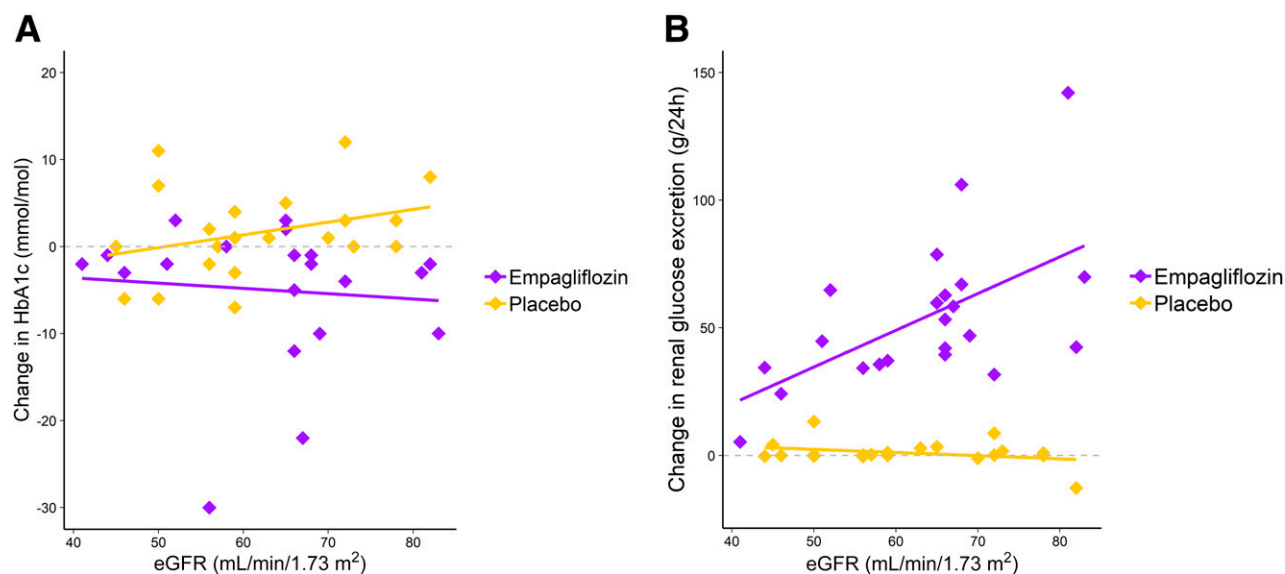 A
Change in HbA1c (mmol/mol)
20
10
0
-10
-20
-30
40
50
60
70
80
eGFR (mL/min/1.73 m²)
Empagliflozin
Placebo
B
Change in renal glucose excretion (g/24h)
150
100
50
0
40
50
60
70
80
eGFR (mL/min/1.73 m²)
Empagliflozin
Placebo